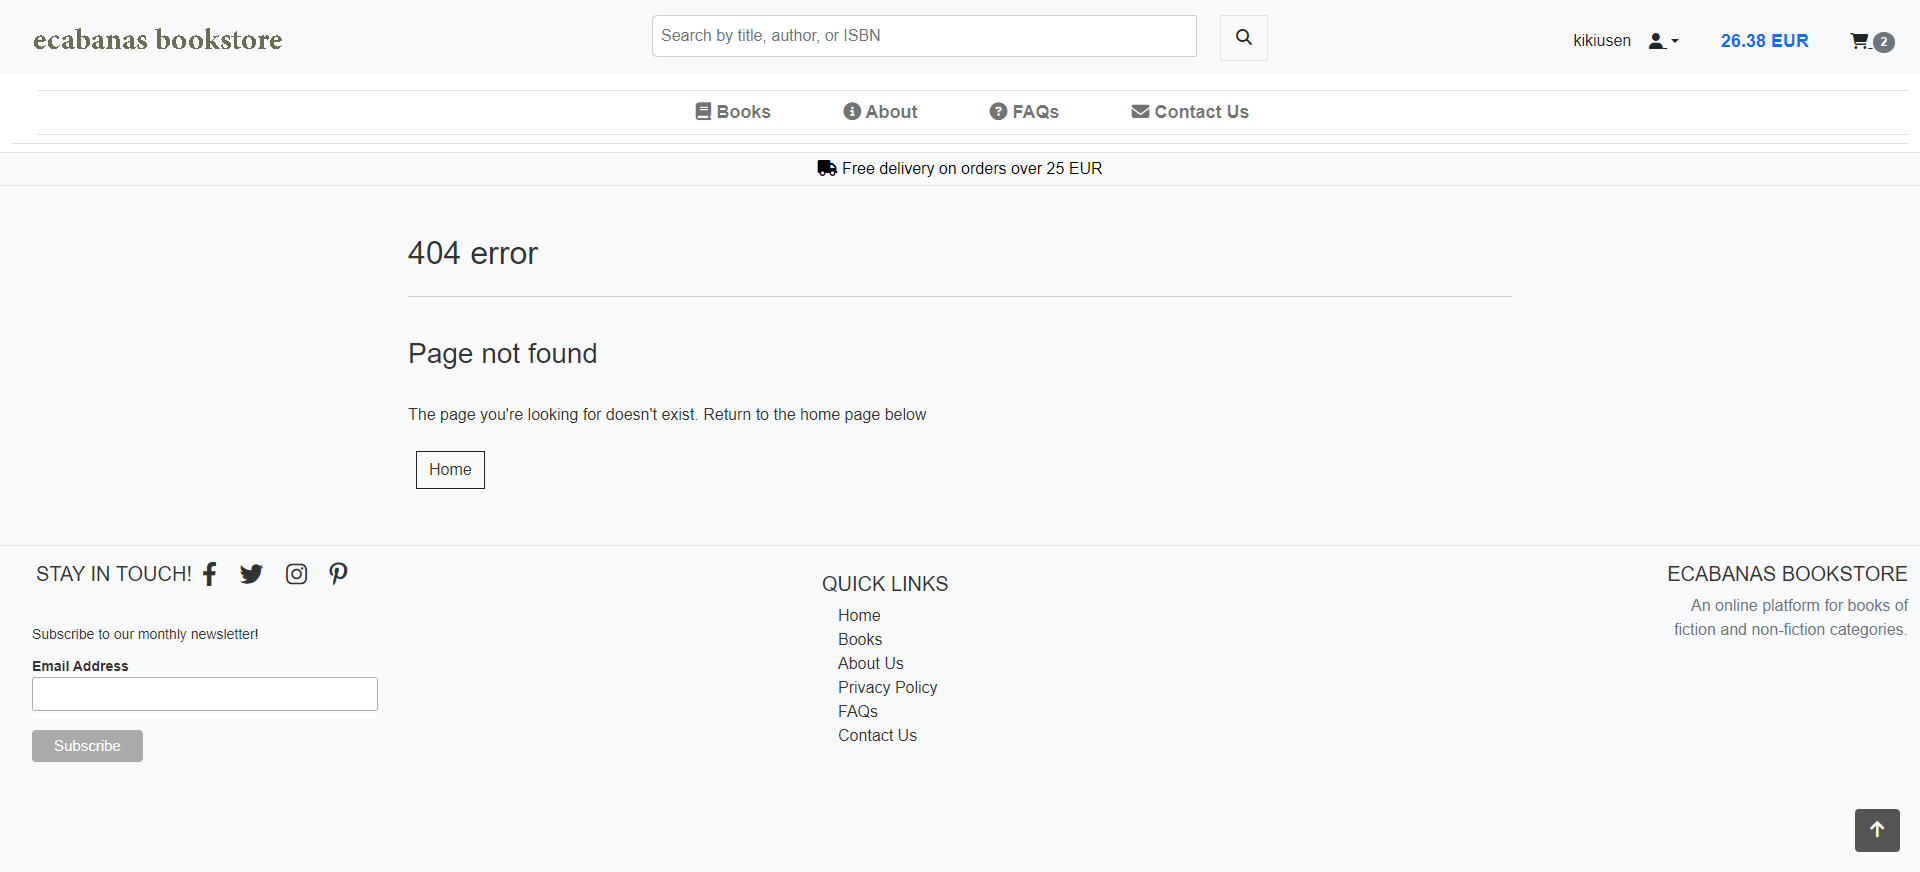 ecabanas bookstore
Search by title, author, or ISBN
kikiusen
26.38 EUR
2
Books
About
FAQs
Contact Us
Free delivery on orders over 25 EUR
404 error
Page not found
The page you're looking for doesn't exist. Return to the home page below
Home
STAY IN TOUCH!
Subscribe to our monthly newsletter!
Email Address
Subscribe
QUICK LINKS
Home
Books
About Us
Privacy Policy
FAQs
Contact Us
ECABANAS BOOKSTORE
An online platform for books of
fiction and non-fiction categories.